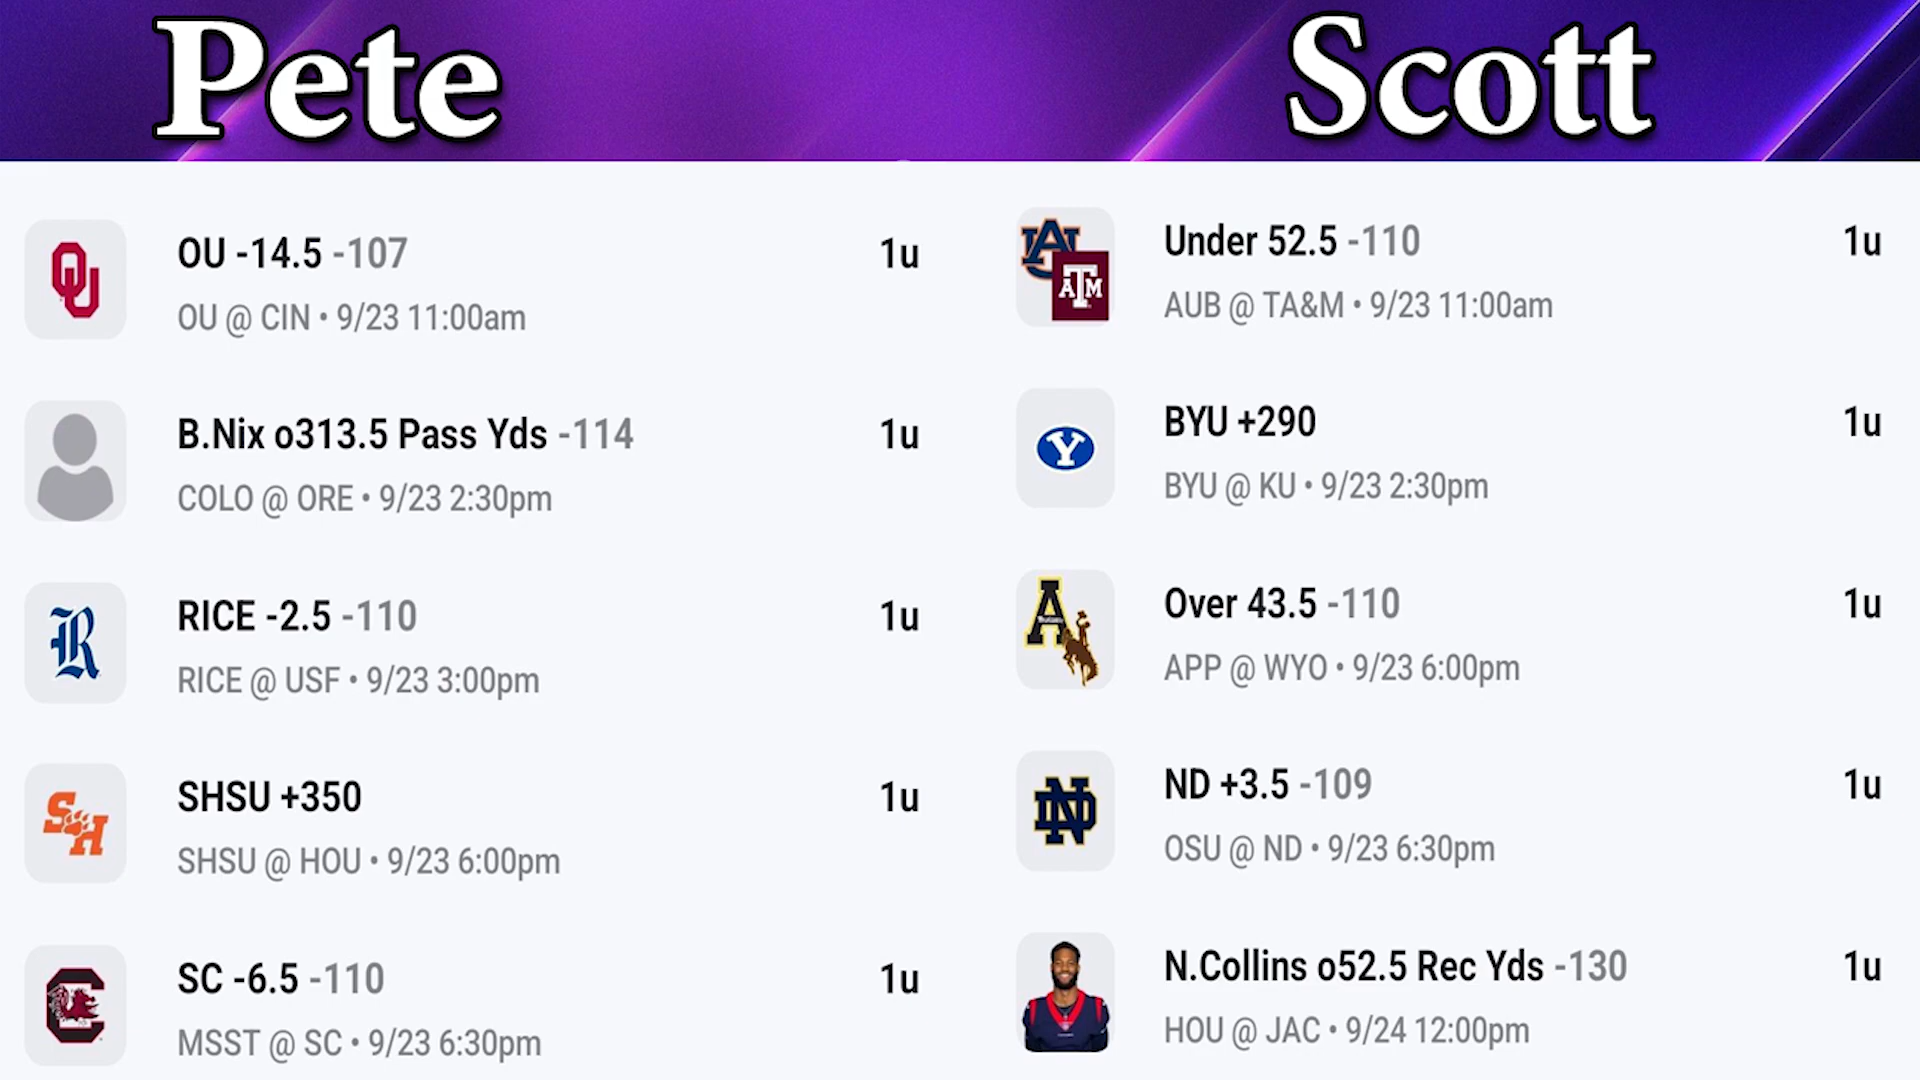 Pete
Scott
OU -14.5 -107
1u
OU @ CIN • 9/23 11:00am
B.Nix o313.5 Pass Yds -114
1u
COLO @ ORE • 9/23 2:30pm
RICE -2.5 -110
1u
RICE @ USF • 9/23 3:00pm
SHSU +350
1u
SHSU @ HOU • 9/23 6:00pm
SC -6.5 -110
1u
MSST @ SC • 9/23 6:30pm
Under 52.5 -110
1u
AUB @ TA&M • 9/23 11:00am
BYU +290
1u
BYU @ KU • 9/23 2:30pm
Over 43.5 -110
1u
APP @ WYO • 9/23 6:00pm
ND +3.5 -109
1u
OSU @ ND • 9/23 6:30pm
N.Collins o52.5 Rec Yds -130
1u
HOU @ JAC • 9/24 12:00pm